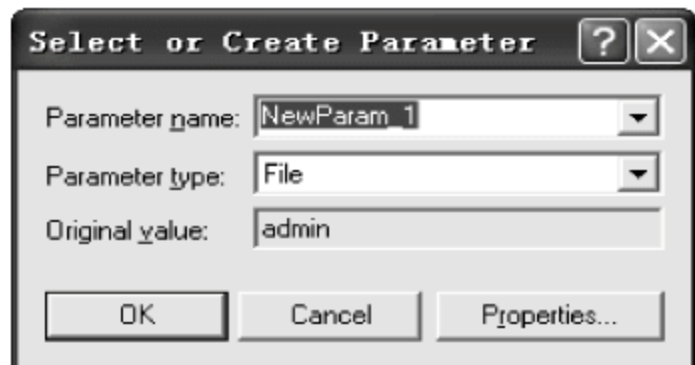 Select or Create Parameter ? X
Parameter name: NewParam_1
Parameter type: File
Original value: admin
OK Cancel Properties...